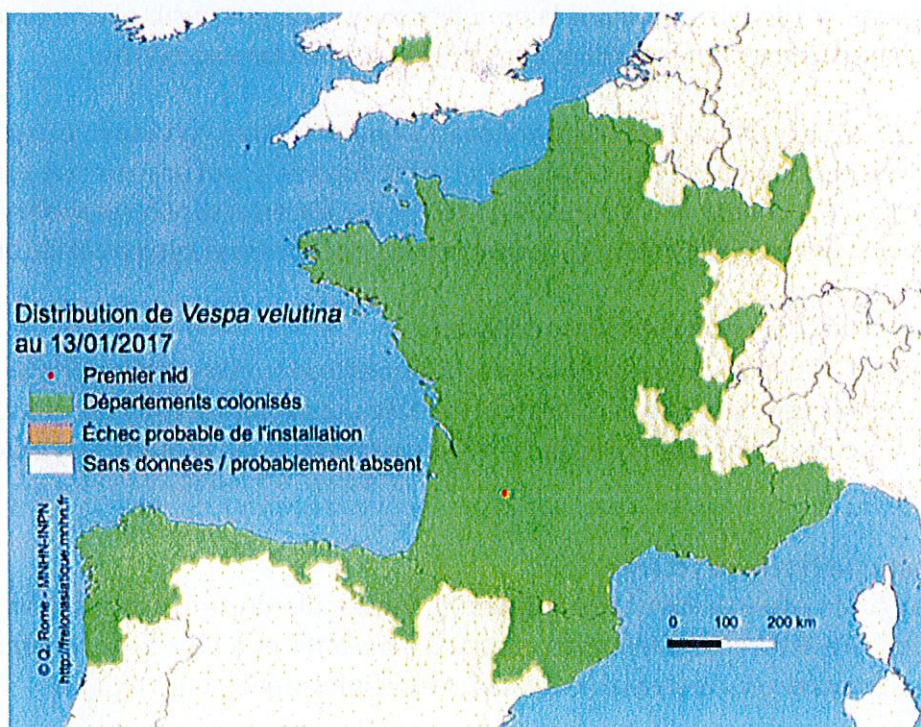 Distribution de Vespa velutina
au 13/01/2017
Premier nid
Départements colonisés
Échec probable de l'installation
Sans données / probablement absent
© Q. Rome - MNHN-INPN
http://frelonasiatique.mnhn.fr
0 100 200 km